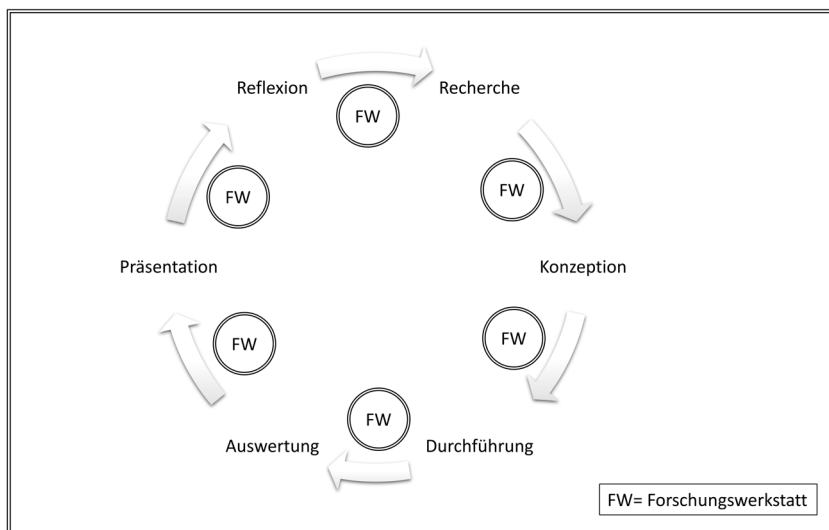 Reflexion
Recherche
FW
FW
FW
Präsentation
Konzeption
FW
FW
FW
Auswertung
Durchführung
FW= Forschungswerkstatt